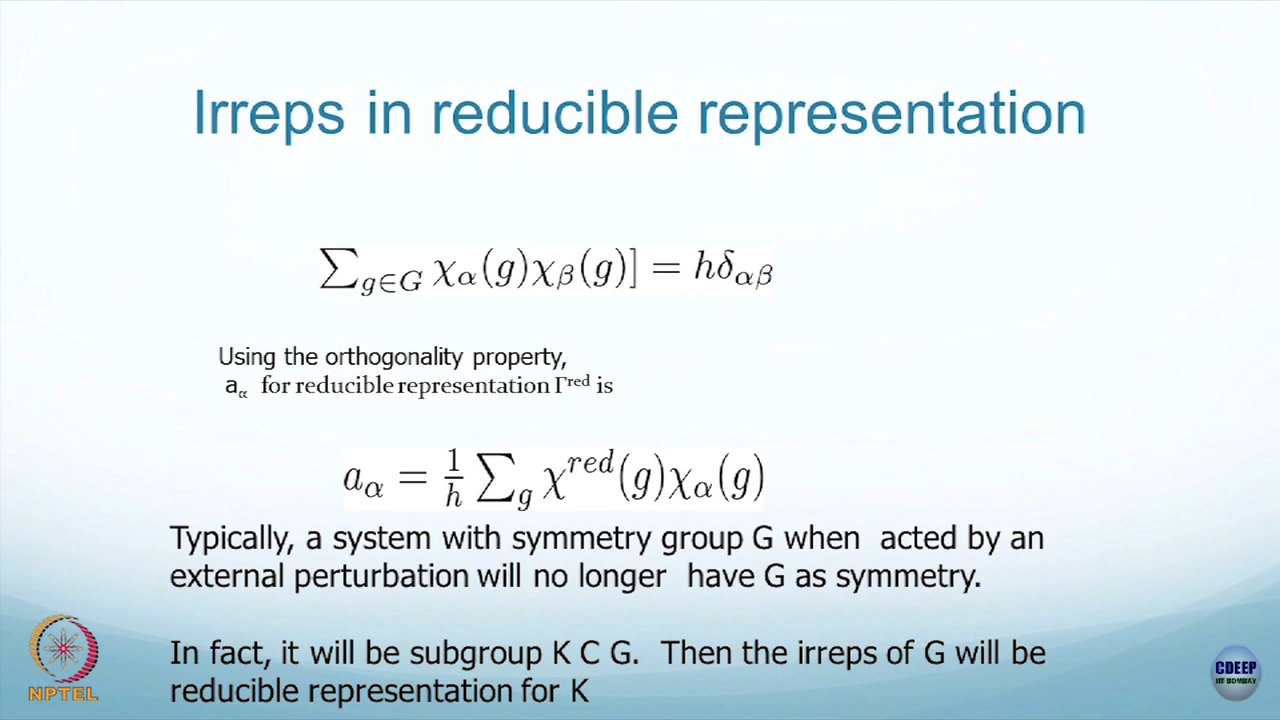 Irreps in reducible representation
∑_{g∈G} χ_α(g)χ_β(g)] = hδ_{αβ}
Using the orthogonality property,
a_α for reducible representation Γ^red is
a_α = 1/h ∑_g χ^{red}(g)χ_α(g)
Typically, a system with symmetry group G when acted by an
external perturbation will no longer have G as symmetry.
In fact, it will be subgroup K C G. Then the irreps of G will be
reducible representation for K
NPTEL
CDEEP
IIT BOMBAY